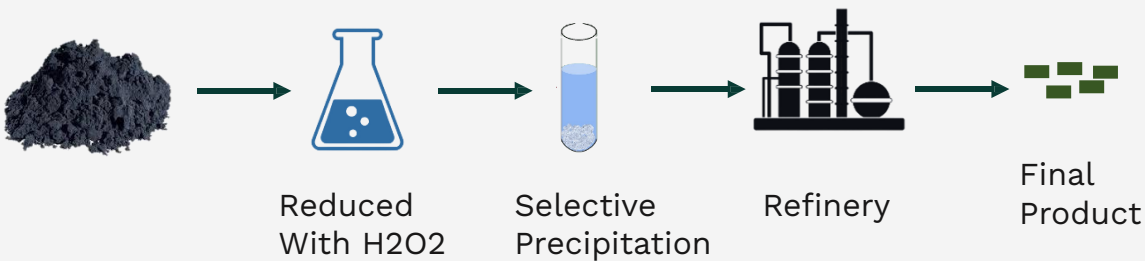 Reduced
With H2O2
Selective
Precipitation
Refinery
Final
Product